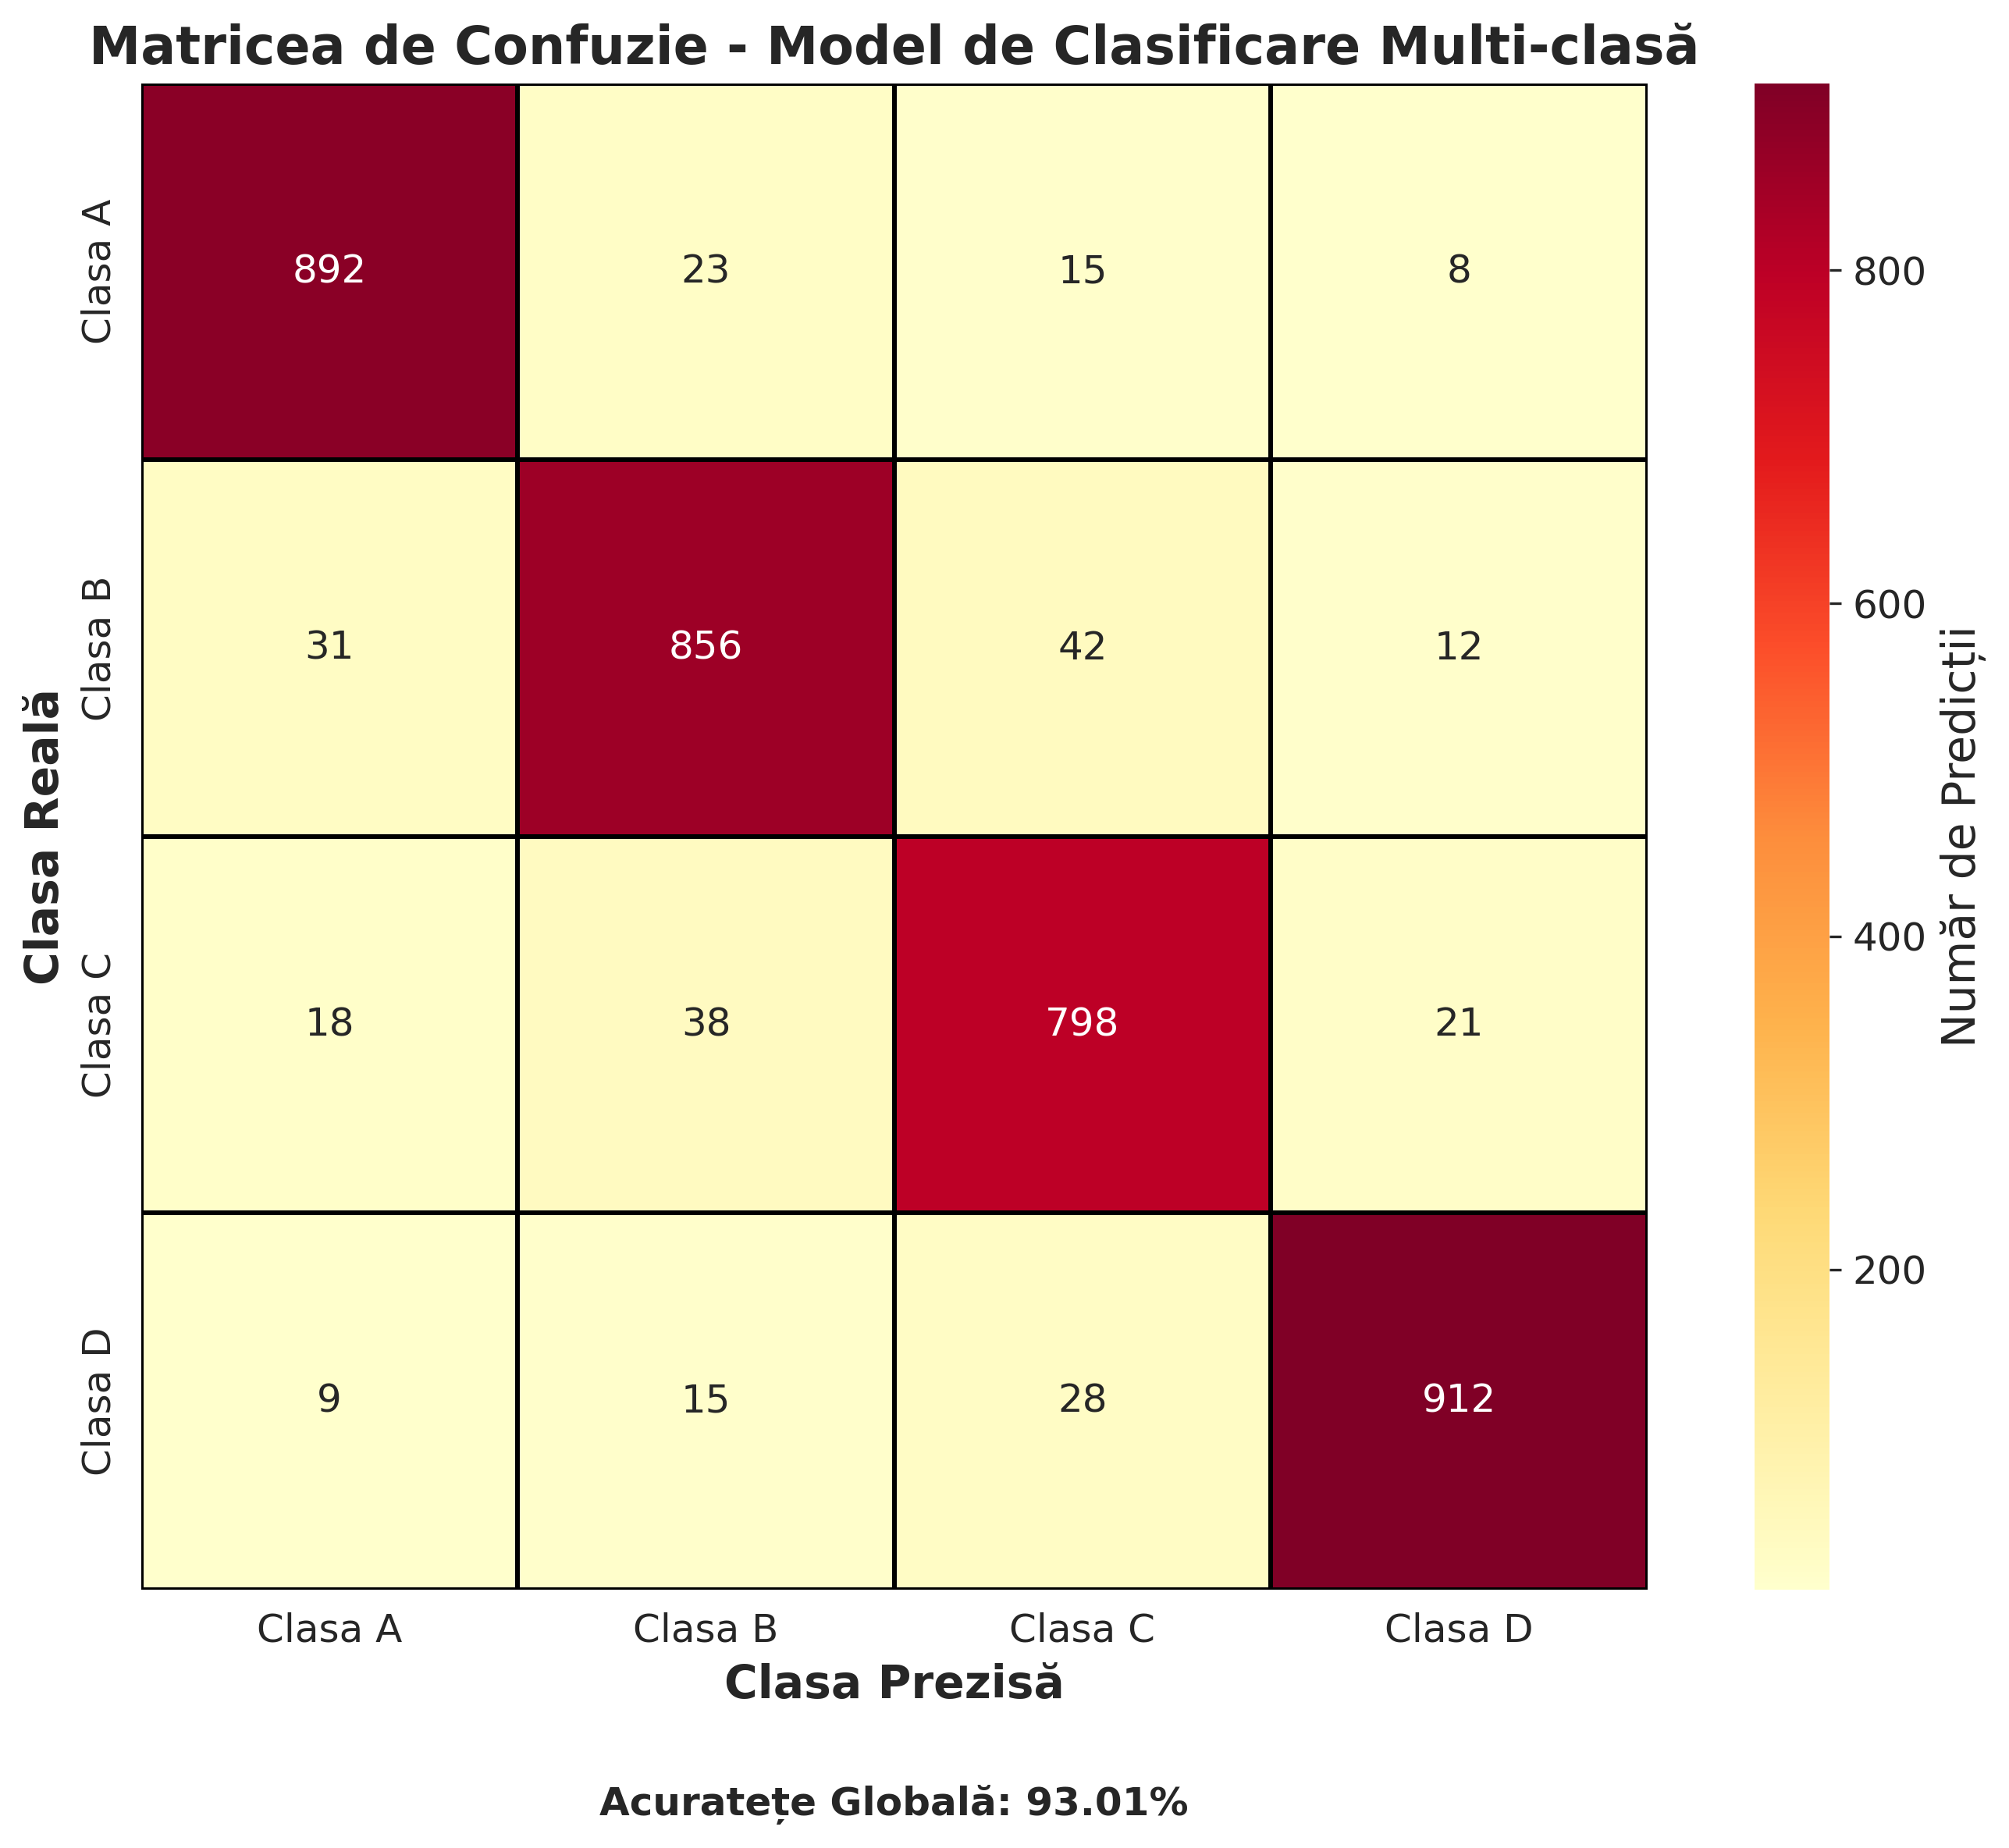 Matricea de Confuzie - Model de Clasificare Multi-clasă
Clasa Reală
Clasa A
892 23 15 8
Clasa B
31 856 42 12
Clasa C
18 38 798 21
Clasa D
9 15 28 912
Clasa A Clasa B Clasa C Clasa D
Clasa Prezisă
800
600
400
200
Număr de Predicții
Acuratețe Globală: 93.01%